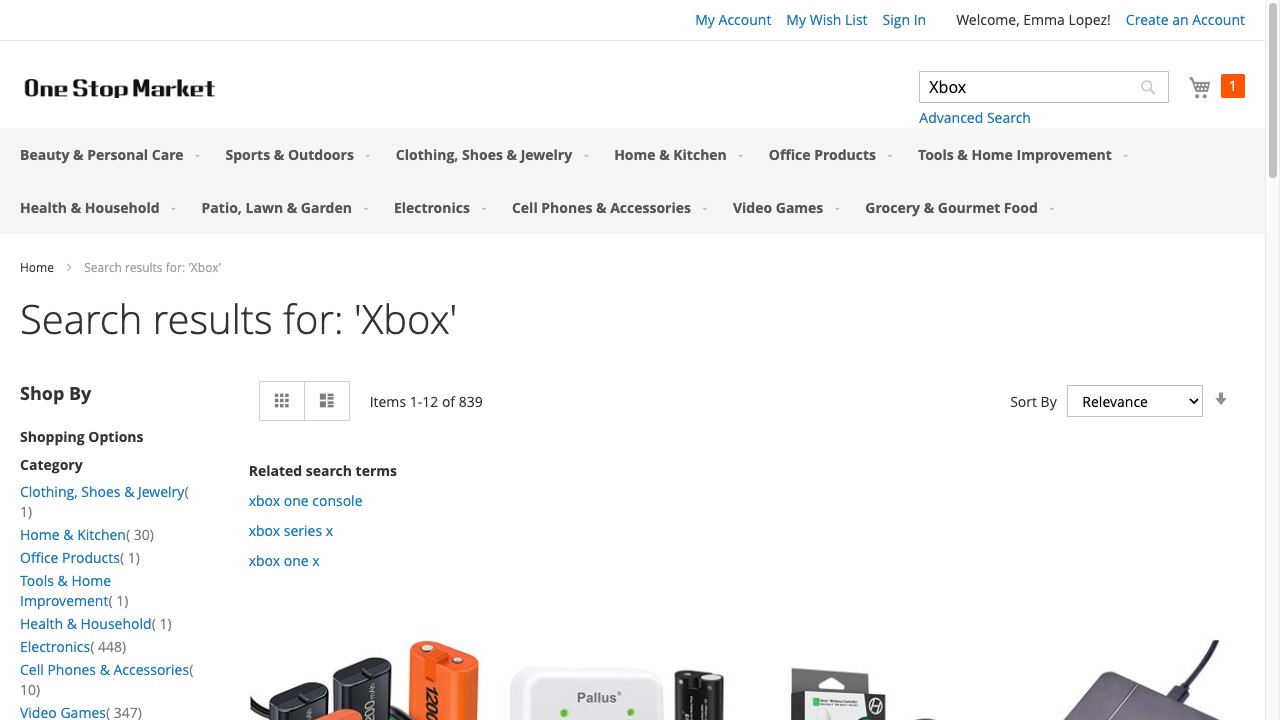 My Account My Wish List Sign In Welcome, Emma Lopez! Create an Account
One Stop Market
Xbox
1
Advanced Search
Beauty & Personal Care Sports & Outdoors Clothing, Shoes & Jewelry Home & Kitchen Office Products Tools & Home Improvement
Health & Household Patio, Lawn & Garden Electronics Cell Phones & Accessories Video Games Grocery & Gourmet Food
Home Search results for: 'Xbox'
Search results for: 'Xbox'
Shop By
Items 1-12 of 839
Sort By Relevance
Shopping Options
Category
Clothing, Shoes & Jewelry( 
1)
Home & Kitchen( 30)
Office Products( 1)
Tools & Home
Improvement( 1)
Health & Household( 1)
Electronics( 448)
Cell Phones & Accessories( 
10)
Video Games( 347)
Related search terms
xbox one console
xbox series x
xbox one x
Pallus®